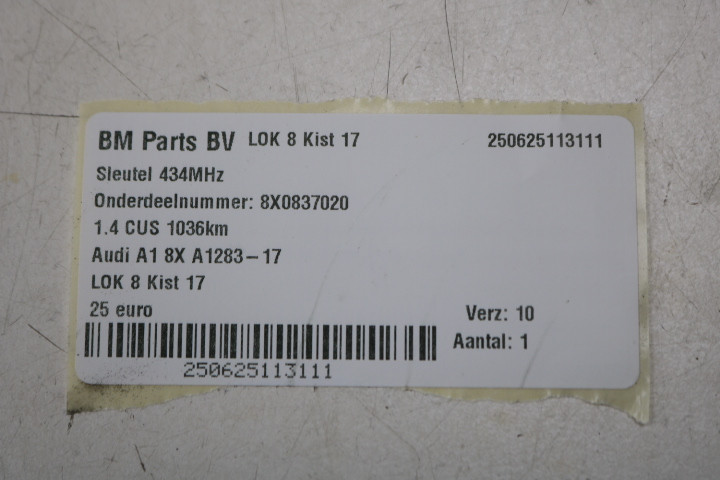 BM Parts BV LOK 8 Kist 17 250625113111
Sleutel 434MHz
Onderdeelnummer: 8X0837020
1.4 CUS 1036km
Audi A1 8X A1283-17
LOK 8 Kist 17
25 euro Verz: 10
Aantal: 1
250625113111